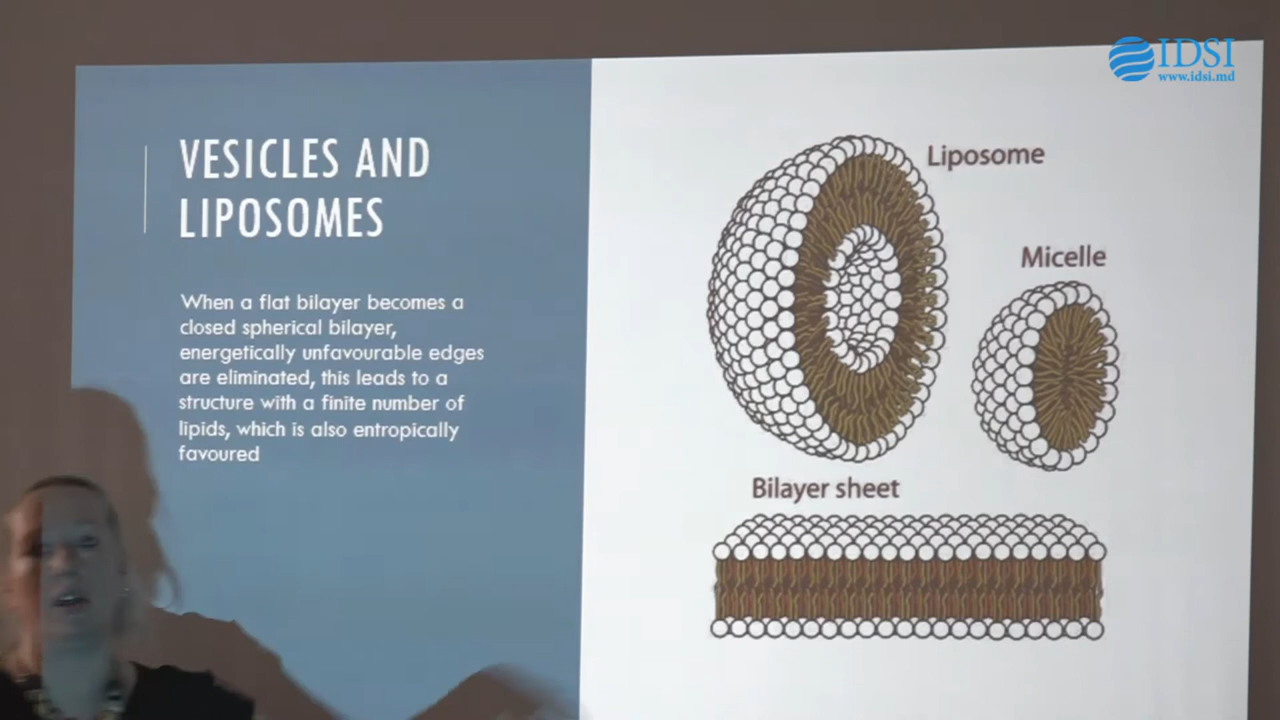 IDSI
www.idsi.md
VESICLES AND
LIPOSOMES
When a flat bilayer becomes a
closed spherical bilayer,
energetically unfavourable edges
are eliminated, this leads to a
structure with a finite number of
lipids, which is also entropically
favoured
Liposome
Micelle
Bilayer sheet